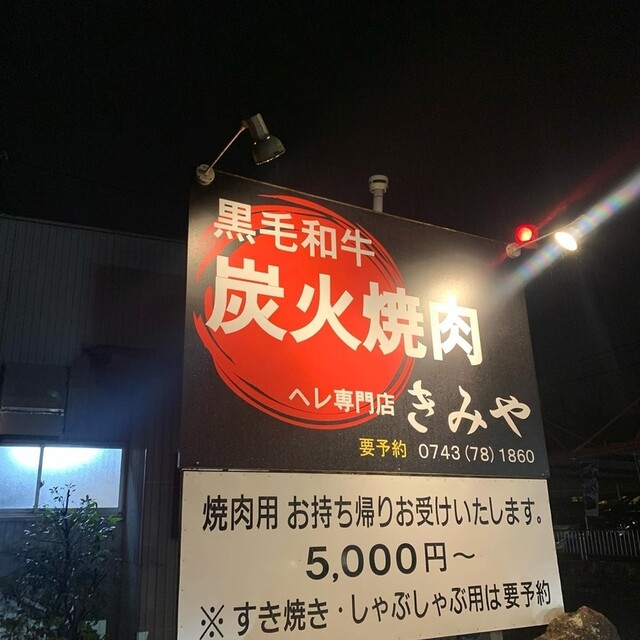 黒毛和牛
炭火焼肉
ヘレ専門店 きみや
要予約 0743(78)1860
焼肉用 お持ち帰りお受けいたします。
5,000円～
※すき焼き・しゃぶしゃぶ用は要予約